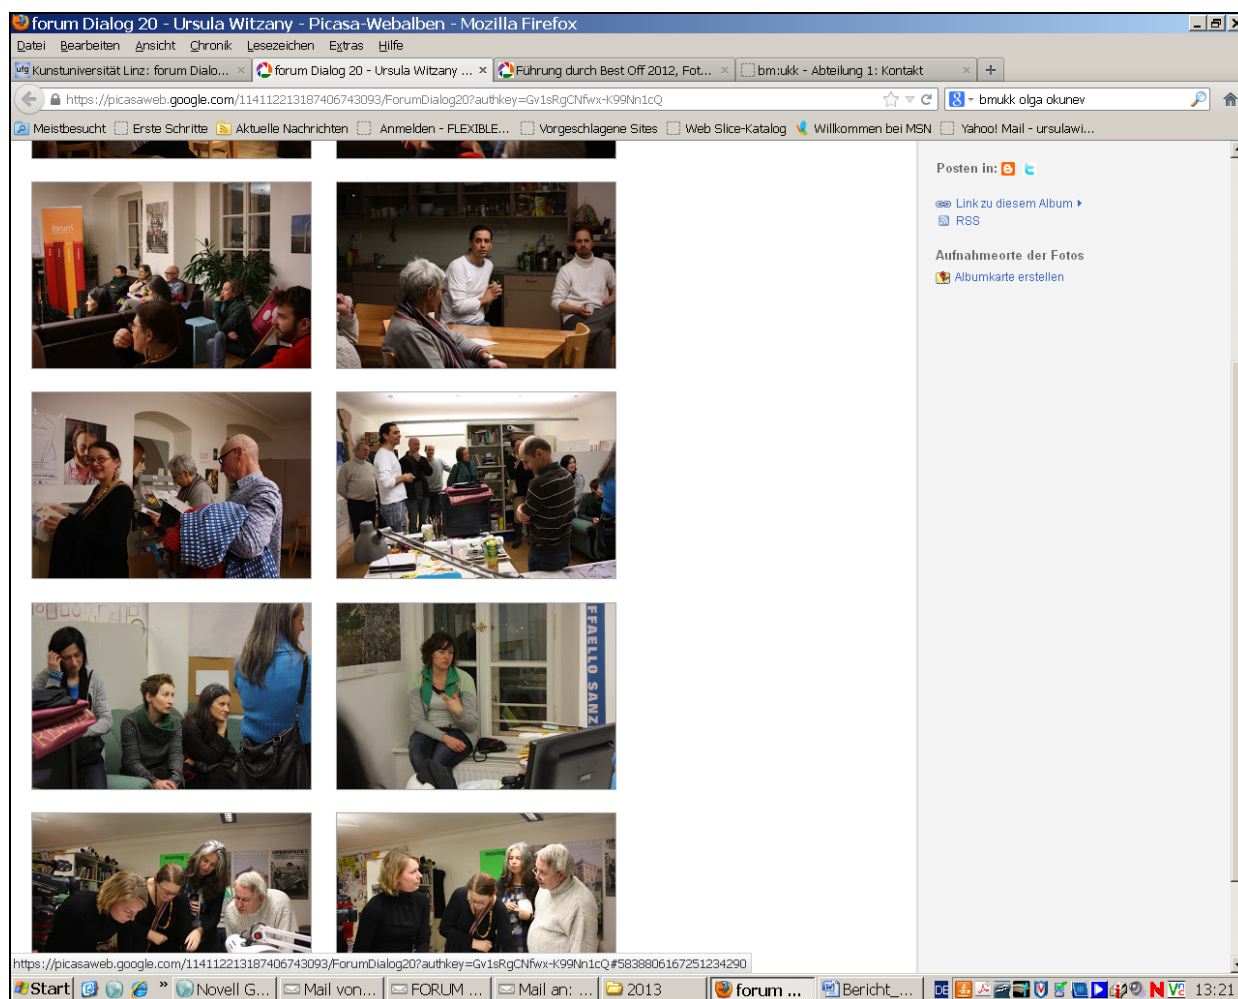 forum Dialog 20 - Ursula Witzany - Picasa-Webalben - Mozilla Firefox
Datei Bearbeiten Ansicht Chronik Lesezeichen Extras Hilfe
ufg Kunstuniversität Linz: forum Dialo... × forum Dialog 20 - Ursula Witzany ... × Führung durch Best Off 2012, Fot... × bm:ukk - Abteilung 1: Kontakt × +
https://picasaweb.google.com/114112213187406743093/ForumDialog20?authkey=Gv1sRgCNfwx-K99Nn1cQ
8 bmukk olga okunev
Meistbesucht Erste Schritte Aktuelle Nachrichten Anmelden - FLEXIBLE... Vorgeschlagene Sites Web Slice-Katalog Willkommen bei MSN Yahoo! Mail - ursulawi...
Posten in:
Link zu diesem Album
RSS
Aufnahmeorte der Fotos
Albumkarte erstellen
forum
FFAELLO SANZ
moving
OPENSPACE
moving
https://picasaweb.google.com/114112213187406743093/ForumDialog20?authkey=Gv1sRgCNfwx-K99Nn1cQ#5838806167251234290
Start » Novell G... Mail von... FORUM ... Mail an: ... 2013 forum ... Bericht_... DE 13:21